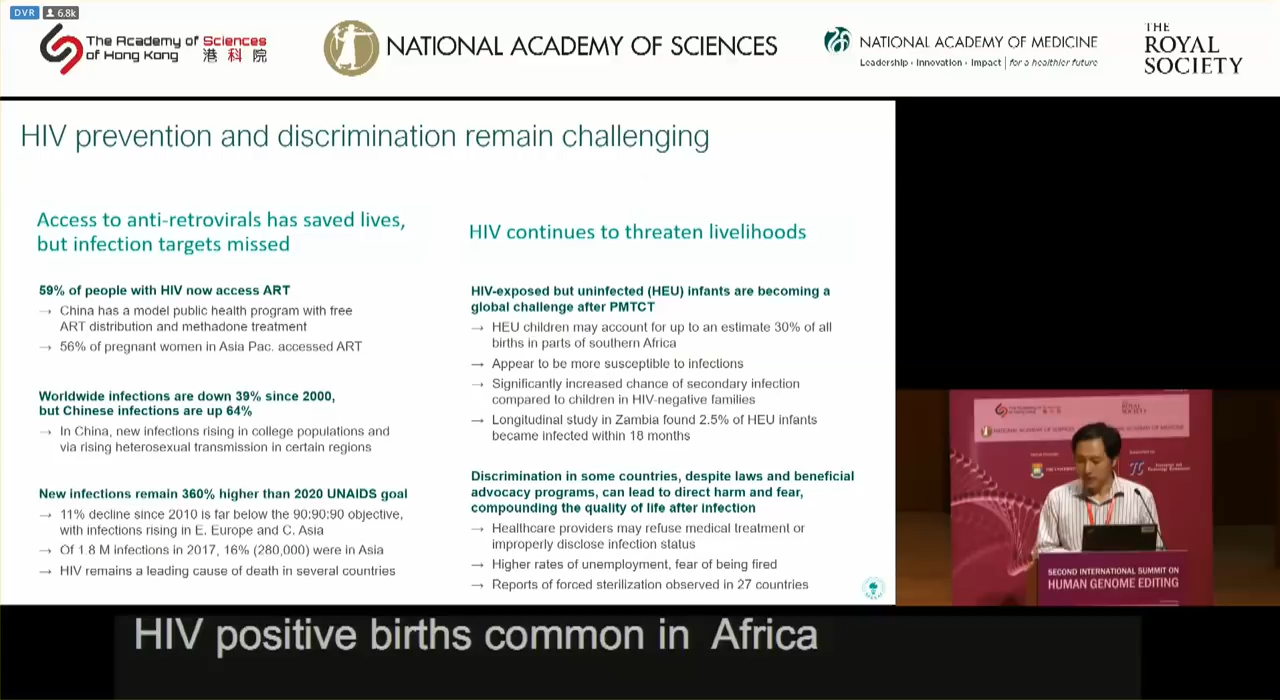 DVR 6.8k
The Academy of Sciences
of Hong Kong 港科院
NATIONAL ACADEMY OF SCIENCES
NATIONAL ACADEMY OF MEDICINE
Leadership · Innovation · Impact | for a healthier future
THE
ROYAL
SOCIETY
HIV prevention and discrimination remain challenging
Access to anti-retrovirals has saved lives,
but infection targets missed
59% of people with HIV now access ART
→ China has a model public health program with free
ART distribution and methadone treatment
→ 56% of pregnant women in Asia Pac. accessed ART
Worldwide infections are down 39% since 2000,
but Chinese infections are up 64%
→ In China, new infections rising in college populations and
via rising heterosexual transmission in certain regions
New infections remain 360% higher than 2020 UNAIDS goal
→ 11% decline since 2010 is far below the 90:90:90 objective,
with infections rising in E. Europe and C. Asia
→ Of 1.8 M infections in 2017, 16% (280,000) were in Asia
→ HIV remains a leading cause of death in several countries
HIV continues to threaten livelihoods
HIV-exposed but uninfected (HEU) infants are becoming a
global challenge after PMTCT
→ HEU children may account for up to an estimate 30% of all
births in parts of southern Africa
→ Appear to be more susceptible to infections
→ Significantly increased chance of secondary infection
compared to children in HIV-negative families
→ Longitudinal study in Zambia found 2.5% of HEU infants
became infected within 18 months
Discrimination in some countries, despite laws and beneficial
advocacy programs, can lead to direct harm and fear,
compounding the quality of life after infection
→ Healthcare providers may refuse medical treatment or
improperly disclose infection status
→ Higher rates of unemployment, fear of being fired
→ Reports of forced sterilization observed in 27 countries
SECOND INTERNATIONAL SUMMIT ON
HUMAN GENOME EDITING
HIV positive births common in Africa